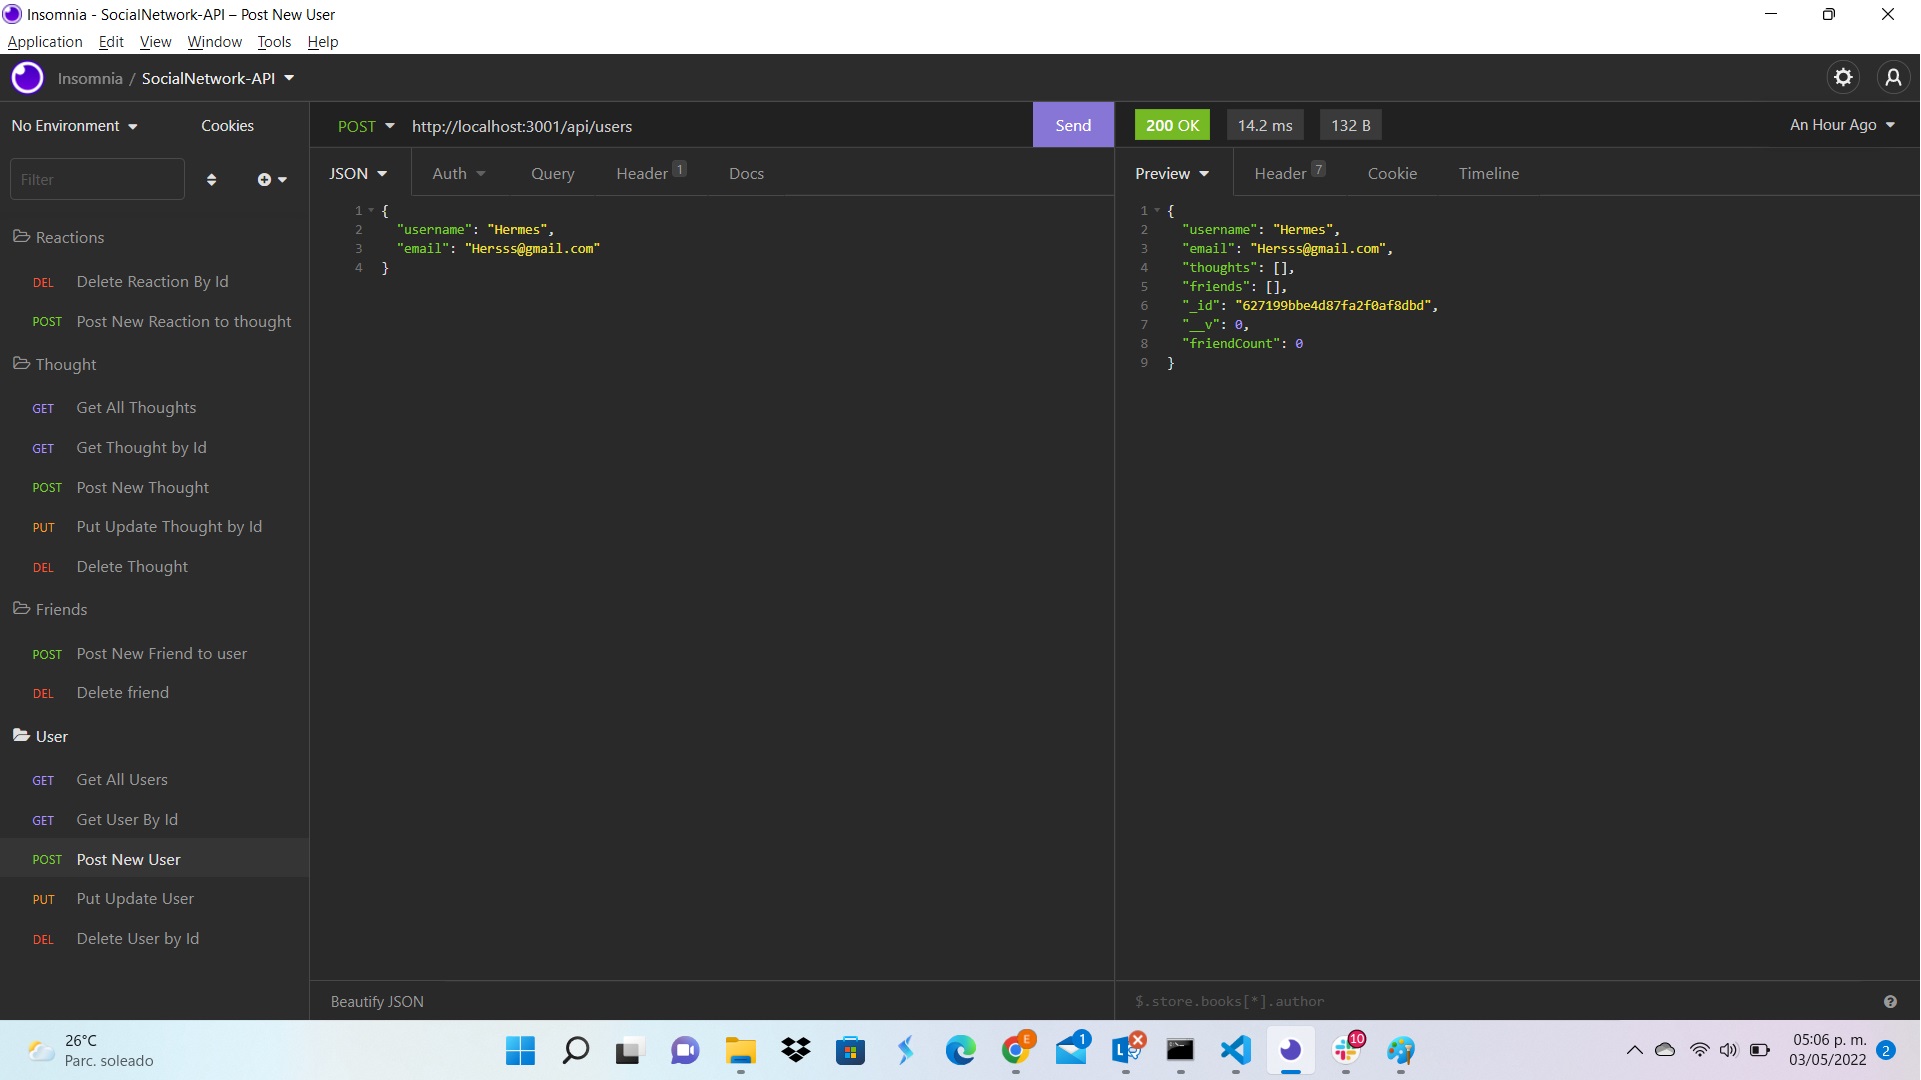 Insomnia - SocialNetwork-API – Post New User
Application Edit View Window Tools Help
Insomnia / SocialNetwork-API
No Environment Cookies
Filter
Reactions
DEL Delete Reaction By Id
POST Post New Reaction to thought
Thought
GET Get All Thoughts
GET Get Thought by Id
POST Post New Thought
PUT Put Update Thought by Id
DEL Delete Thought
Friends
POST Post New Friend to user
DEL Delete friend
User
GET Get All Users
GET Get User By Id
POST Post New User
PUT Put Update User
DEL Delete User by Id
POST http://localhost:3001/api/users Send
JSON Auth Query Header 1 Docs
1 {
2 "username": "Hermes",
3 "email": "Hersss@gmail.com"
4 }
Beautify JSON
200 OK 14.2 ms 132 B An Hour Ago
Preview Header 7 Cookie Timeline
1 {
2 "username": "Hermes",
3 "email": "Hersss@gmail.com",
4 "thoughts": [],
5 "friends": [],
6 "_id": "627199bbe4d87fa2f0af8dbd",
7 "__v": 0,
8 "friendCount": 0
9 }
$.store.books[*].author
26°C
Parc. soleado
E
1
10
05:06 p. m.
03/05/2022
2